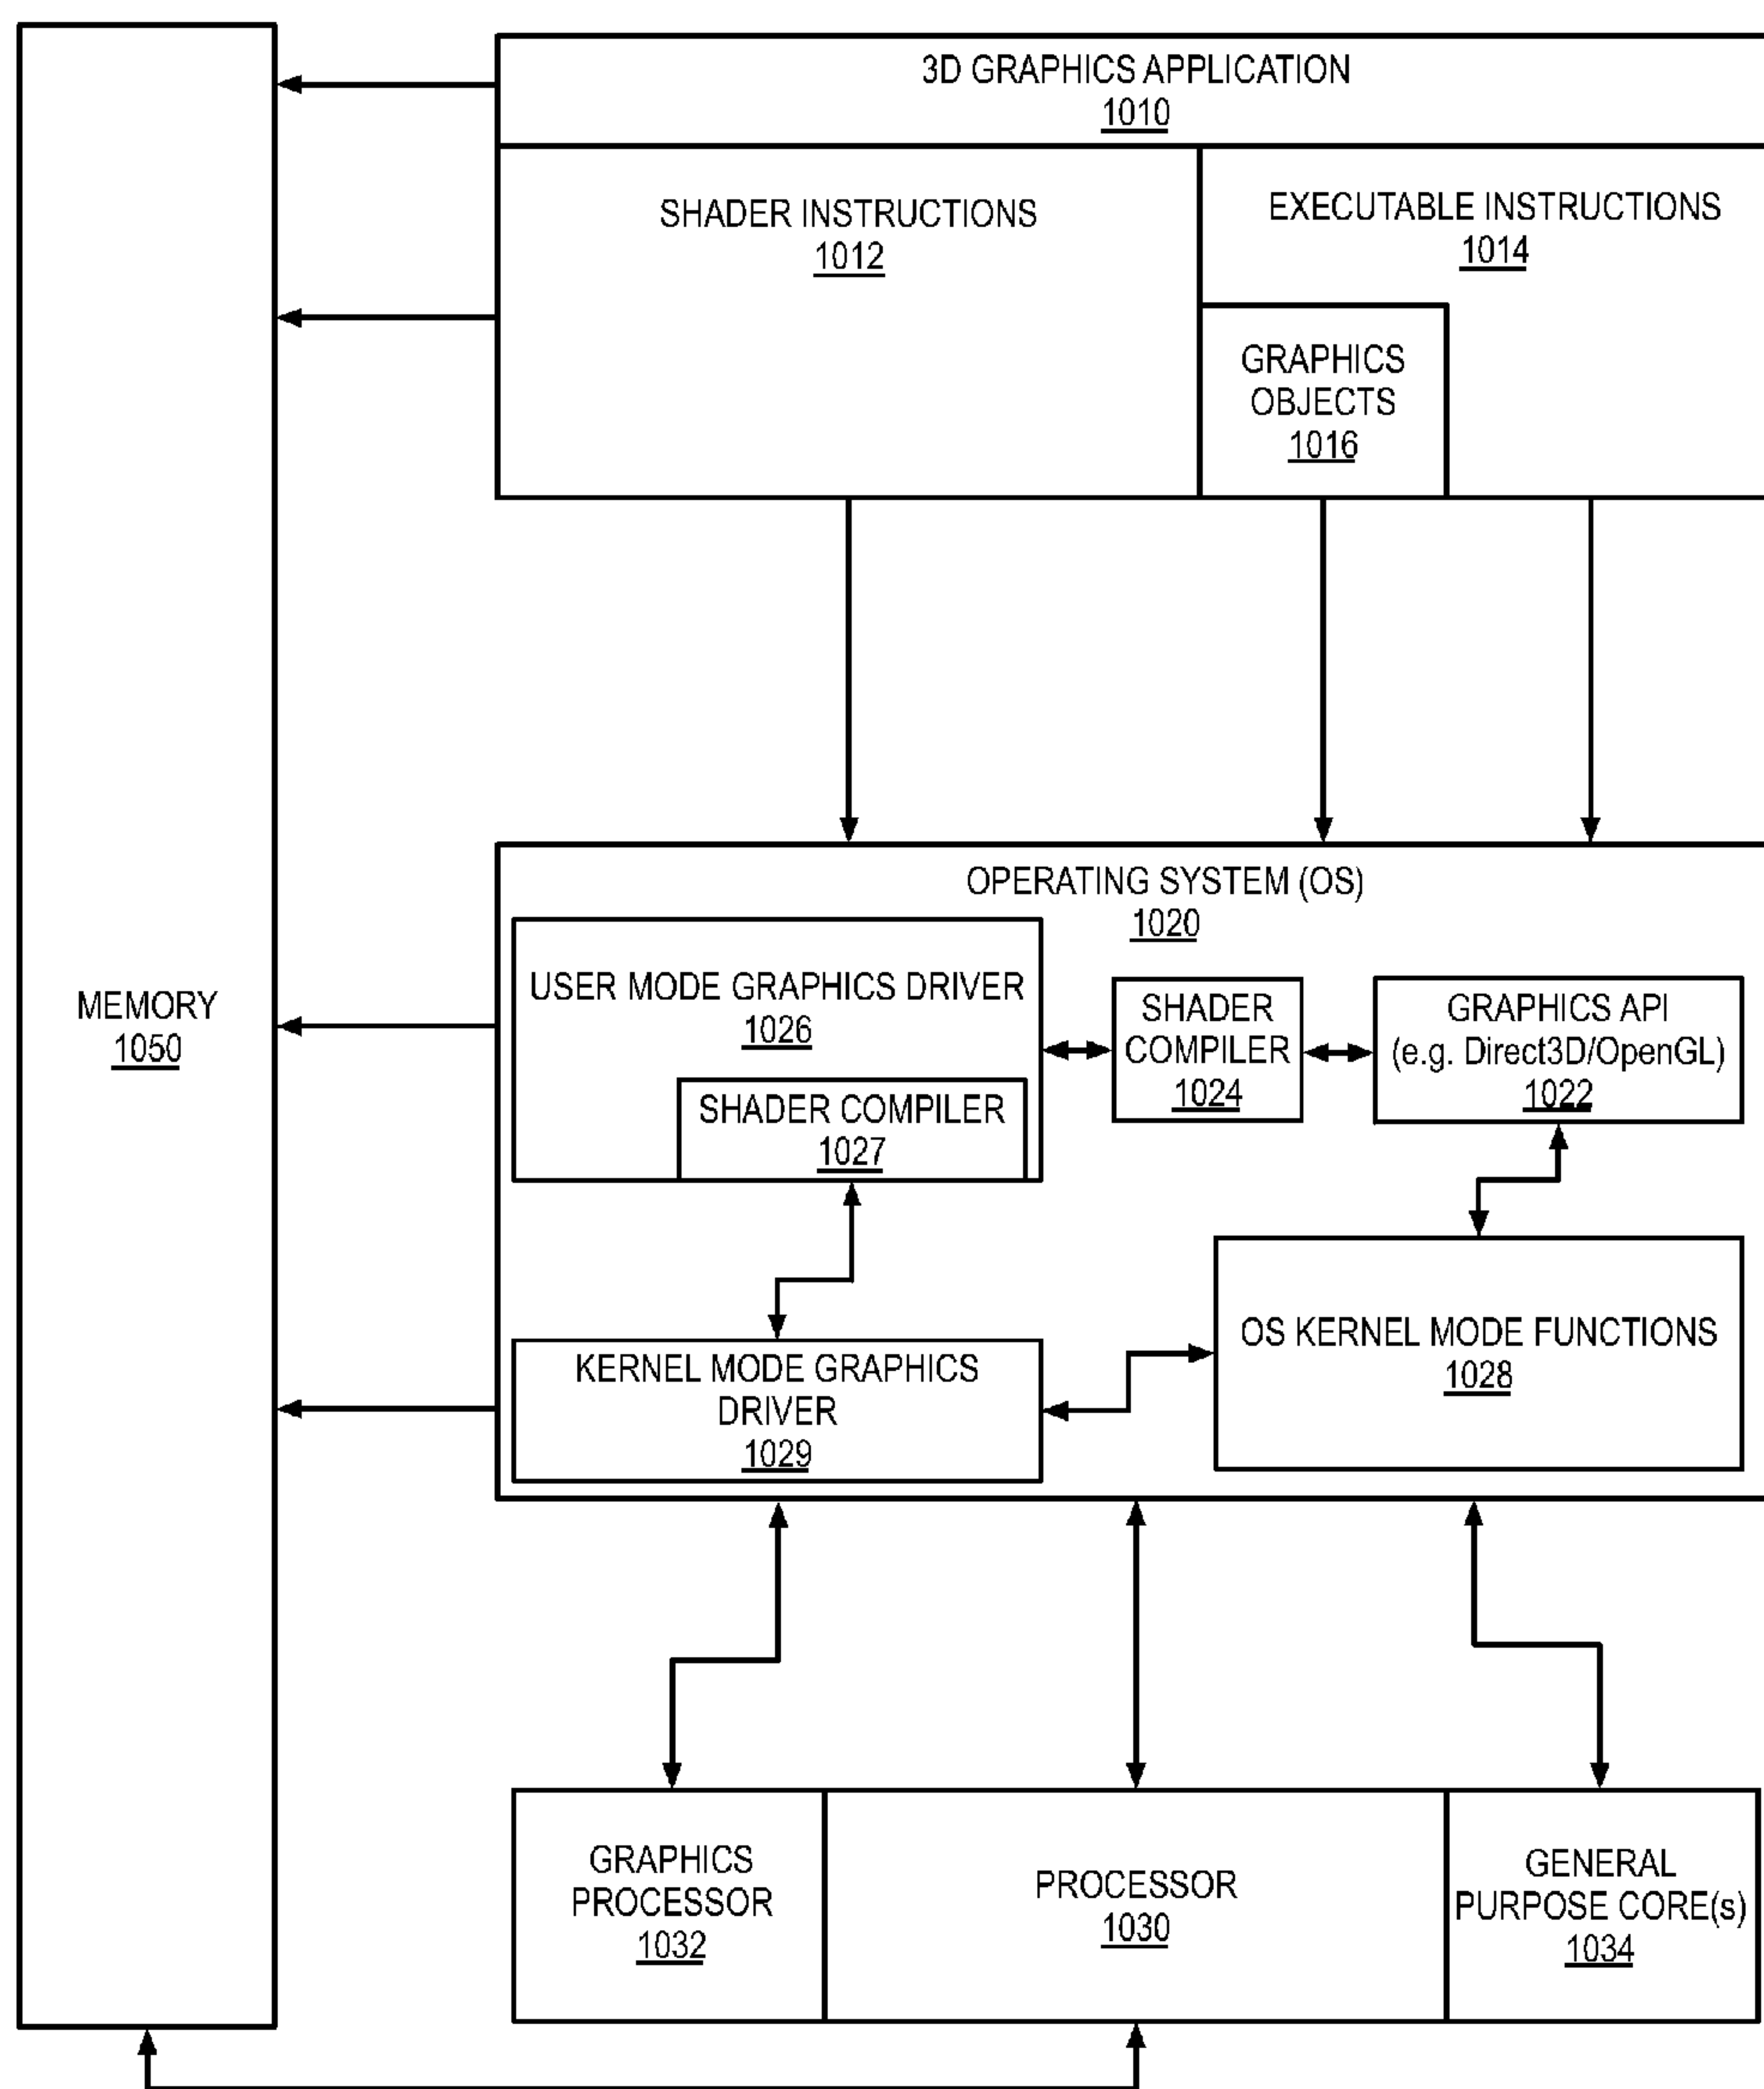 3D GRAPHICS APPLICATION
1010
SHADER INSTRUCTIONS
1012
EXECUTABLE INSTRUCTIONS
1014
GRAPHICS
OBJECTS
1016
MEMORY
1050
OPERATING SYSTEM (OS)
1020
USER MODE GRAPHICS DRIVER
1026
SHADER COMPILER
1027
SHADER
COMPILER
1024
GRAPHICS API
(e.g. Direct3D/OpenGL)
1022
KERNEL MODE GRAPHICS
DRIVER
1029
OS KERNEL MODE FUNCTIONS
1028
GRAPHICS
PROCESSOR
1032
PROCESSOR
1030
GENERAL
PURPOSE CORE(s)
1034